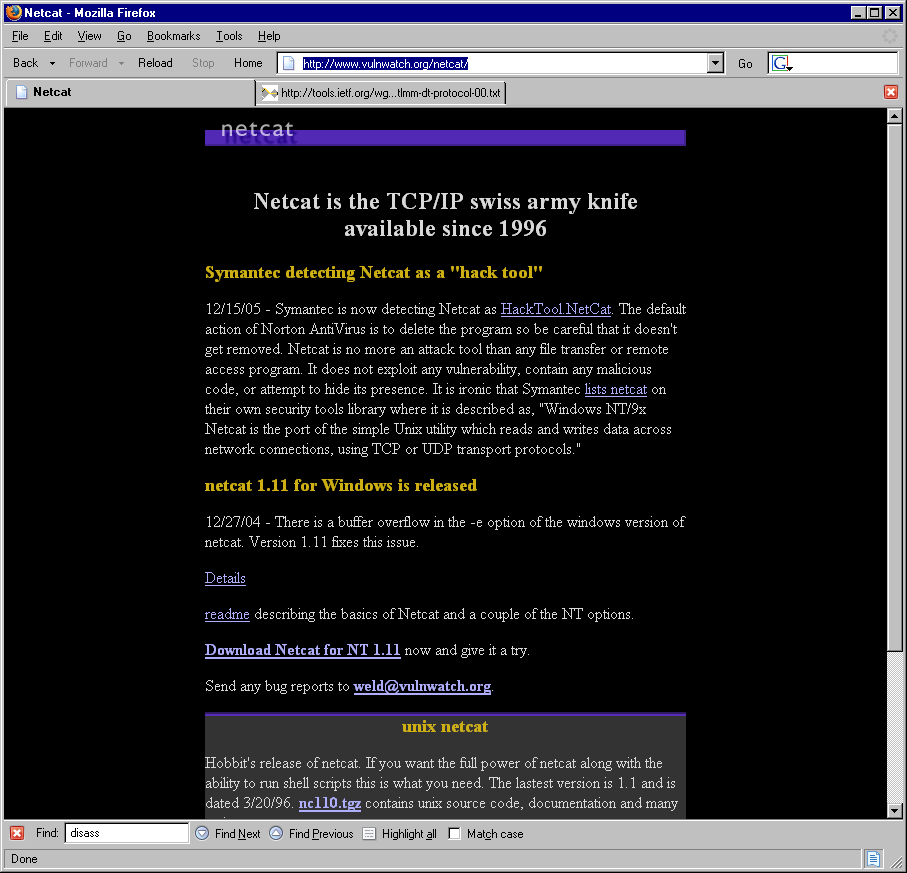 Netcat - Mozilla Firefox
File Edit View Go Bookmarks Tools Help
Back Forward Reload Stop Home http://www.vulnwatch.org/netcat/ Go G
Netcat http://tools.ietf.org/wg...tlmm-dt-protocol-00.txt
netcat
Netcat is the TCP/IP swiss army knife
available since 1996
Symantec detecting Netcat as a "hack tool"
12/15/05 - Symantec is now detecting Netcat as HackTool.NetCat. The default
action of Norton AntiVirus is to delete the program so be careful that it doesn't
get removed. Netcat is no more an attack tool than any file transfer or remote
access program. It does not exploit any vulnerability, contain any malicious
code, or attempt to hide its presence. It is ironic that Symantec lists netcat on
their own security tools library where it is described as, "Windows NT/9x
Netcat is the port of the simple Unix utility which reads and writes data across
network connections, using TCP or UDP transport protocols."
netcat 1.11 for Windows is released
12/27/04 - There is a buffer overflow in the -e option of the windows version of
netcat. Version 1.11 fixes this issue.
Details
readme describing the basics of Netcat and a couple of the NT options.
Download Netcat for NT 1.11 now and give it a try.
Send any bug reports to weld@vulnwatch.org.
unix netcat
Hobbit's release of netcat. If you want the full power of netcat along with the
ability to run shell scripts this is what you need. The lastest version is 1.1 and is
dated 3/20/96. nc110.tgz contains unix source code, documentation and many
Find: disass Find Next Find Previous Highlight all Match case
Done